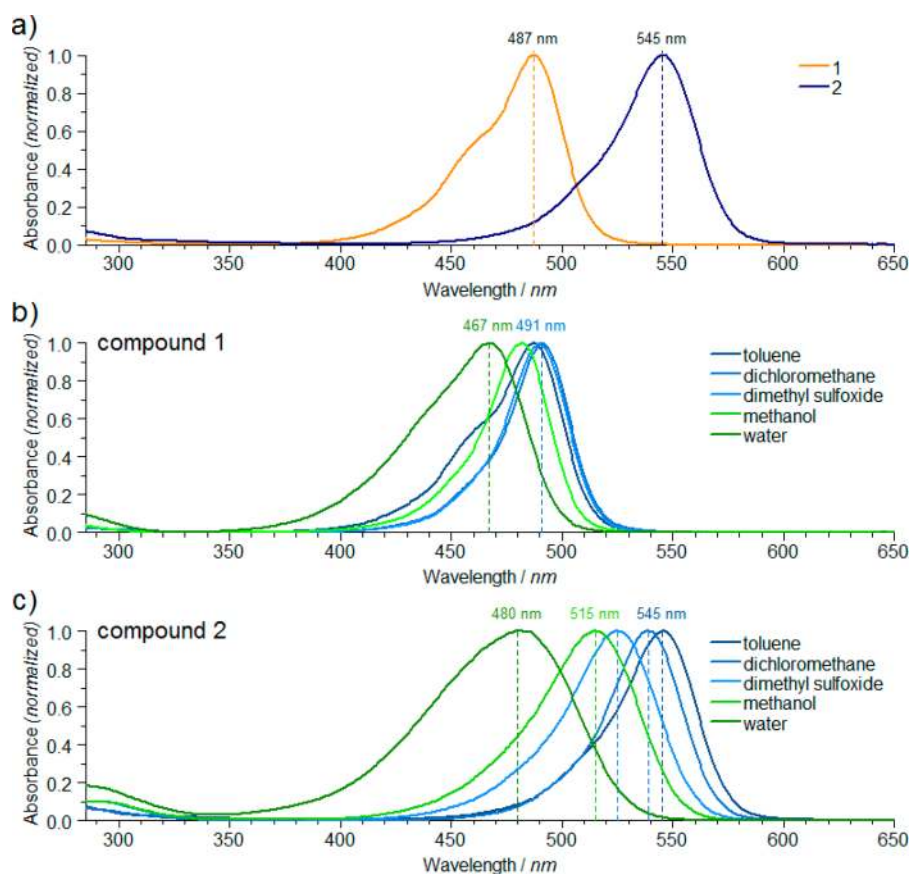 a)
487 nm 545 nm
1.0
0.8
0.6
0.4
0.2
0.0
Absorbance (normalized)
1
2
300 350 400 450 500 550 600 650
Wavelength / nm
b)
compound 1
467 nm 491 nm
1.0
0.8
0.6
0.4
0.2
0.0
Absorbance (normalized)
toluene
dichloromethane
dimethyl sulfoxide
methanol
water
300 350 400 450 500 550 600 650
Wavelength / nm
c)
compound 2
480 nm 515 nm 545 nm
1.0
0.8
0.6
0.4
0.2
0.0
Absorbance (normalized)
toluene
dichloromethane
dimethyl sulfoxide
methanol
water
300 350 400 450 500 550 600 650
Wavelength / nm